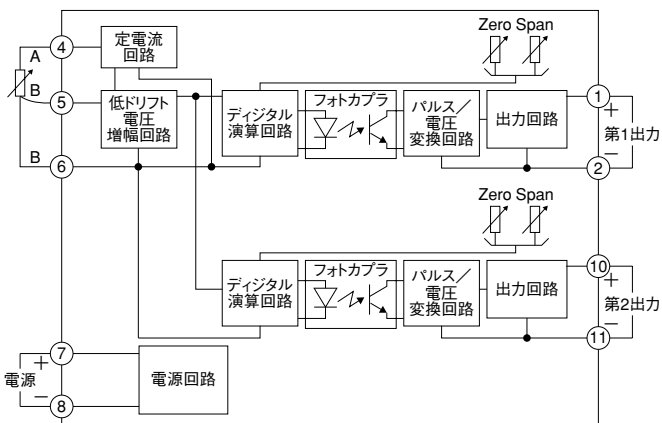 Zero Span
4
定電流
回路
A
B
5
低ドリフト
電圧
増幅回路
ディジタル
演算回路
フォトカプラ
パルス／
電圧
変換回路
出力回路
1
+
第1出力
−
2
B
6
Zero Span
ディジタル
演算回路
フォトカプラ
パルス／
電圧
変換回路
出力回路
10
+
第2出力
−
11
7
+
電源
−
8
電源回路